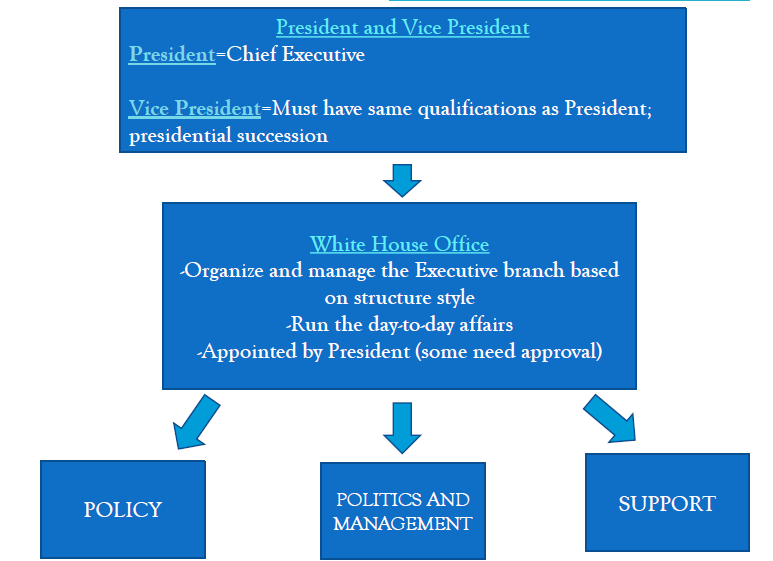 President and Vice President
President=Chief Executive
Vice President=Must have same qualifications as President;
presidential succession
White House Office
-Organize and manage the Executive branch based
on structure style
-Run the day-to-day affairs
-Appointed by President (some need approval)
POLICY
POLITICS AND
MANAGEMENT
SUPPORT